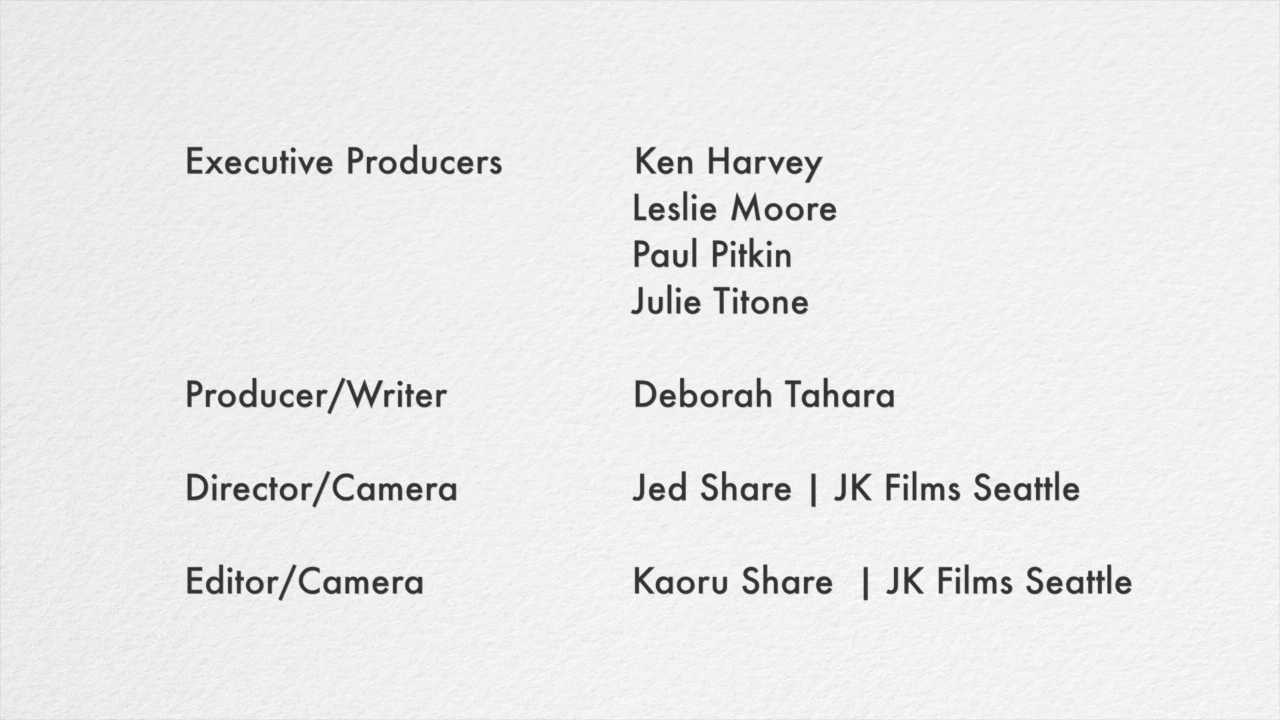 Executive Producers Ken Harvey
Leslie Moore
Paul Pitkin
Julie Titone
Producer/Writer Deborah Tahara
Director/Camera Jed Share | JK Films Seattle
Editor/Camera Kaoru Share | JK Films Seattle